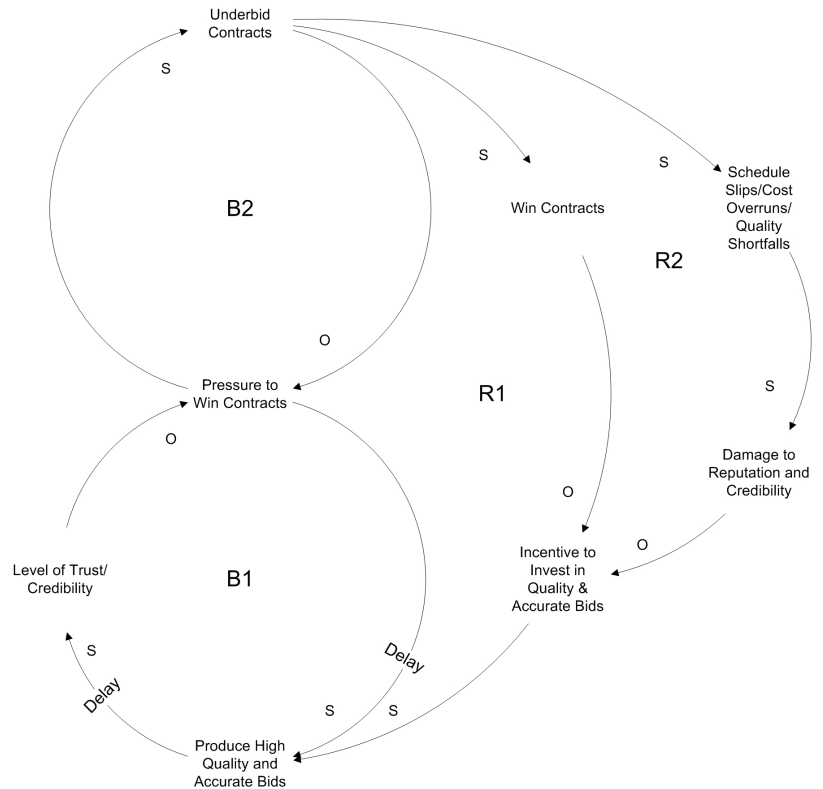 Underbid
Contracts
S
S
S
Schedule
Slips/Cost
Overruns/
Quality
Shortfalls
B2
Win Contracts
R2
O
Pressure to
Win Contracts
R1
S
O
Damage to
Reputation and
Credibility
O
O
Incentive to
Invest in
Quality &
Accurate Bids
Level of Trust/
Credibility
B1
S
Delay
Delay
S
S
Produce High
Quality and
Accurate Bids